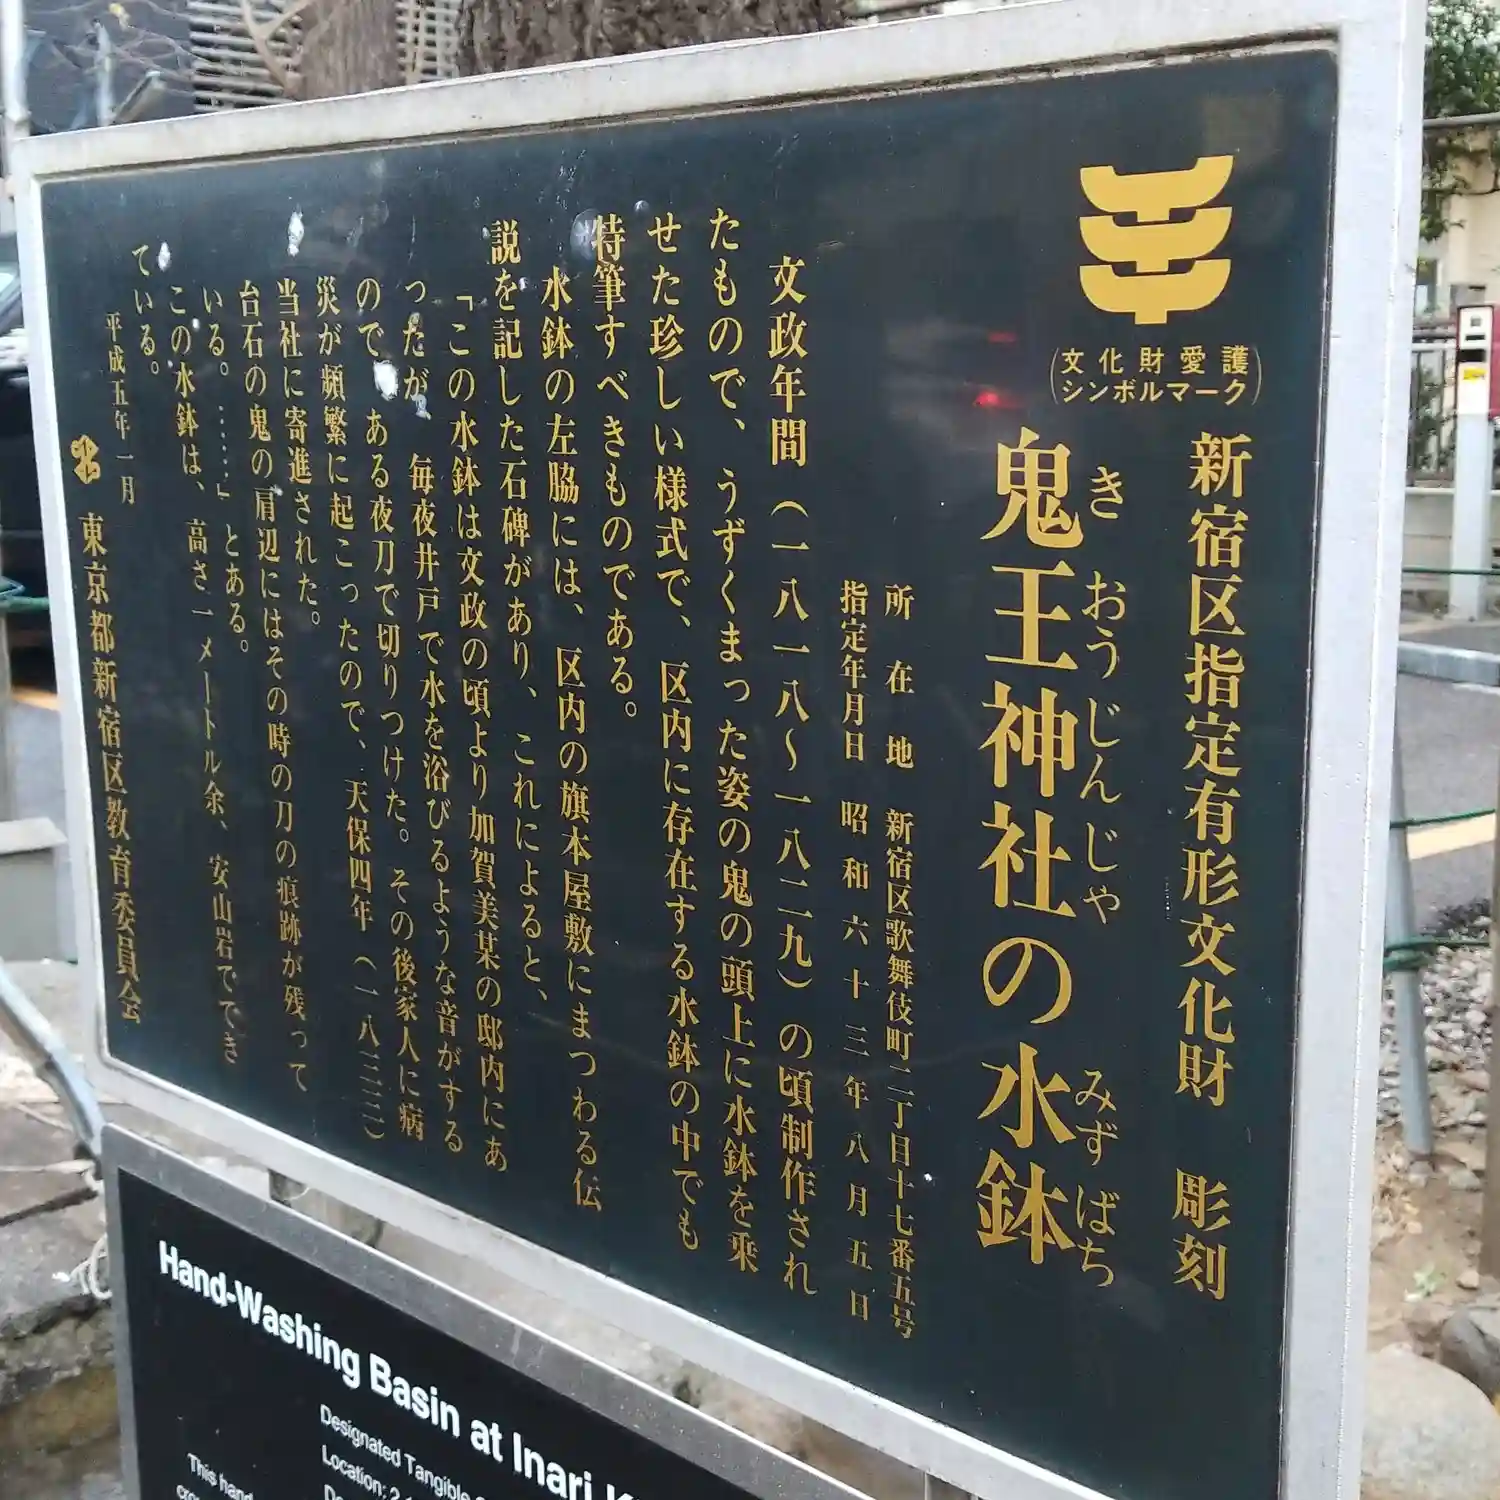 文化財愛護
シンボルマーク
新宿区指定有形文化財 彫刻
きおうじんじゃ みずばち
鬼王神社の水鉢
所在地 新宿区歌舞伎町二丁目十七番五号
指定年月日 昭和六十三年八月五日
文政年間（一八一八〜一八二九）の頃制作され
たもので、うずくまった姿の鬼の頭上に水鉢を乗
せた珍しい様式で、区内に存在する水鉢の中でも
特筆すべきものである。
水鉢の左脇には、区内の旗本屋敷にまつわる伝
説を記した石碑があり、これによると、
「この水鉢は文政の頃より加賀美某の邸内にあ
ったが 毎夜井戸で水を浴びるような音がする
ので ある夜刀で切りつけた。その後家人に病
災が頻繁に起こったので、天保四年（一八三三）
当社に寄進された。
台石の鬼の肩辺にはその時の刀の痕跡が残って
いる。……」とある。
この水鉢は、高さ一メートル余、安山岩ででき
ている。
平成五年一月
東京都新宿区教育委員会
Hand-Washing Basin at Inari
Designated Tangible
Location: 2
This hand